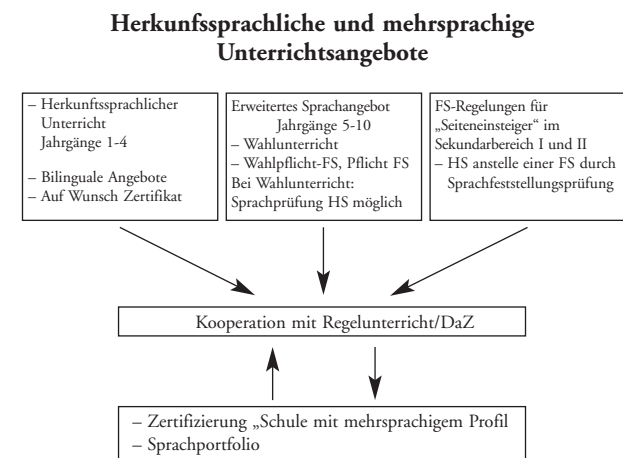 Herkunfssprachliche und mehrsprachige
Unterrichtsangebote
– Herkunftssprachlicher
Unterricht
Jahrgänge 1-4
– Bilinguale Angebote
– Auf Wunsch Zertifikat
Erweitertes Sprachangebot
Jahrgänge 5-10
– Wahlunterricht
– Wahlpflicht-FS, Pflicht FS
Bei Wahlunterricht:
Sprachprüfung HS möglich
FS-Regelungen für
„Seiteneinsteiger“ im
Sekundarbereich I und II
– HS anstelle einer FS durch
Sprachfeststellungsprüfung
Kooperation mit Regelunterricht/DaZ
– Zertifizierung „Schule mit mehrsprachigem Profil
– Sprachportfolio